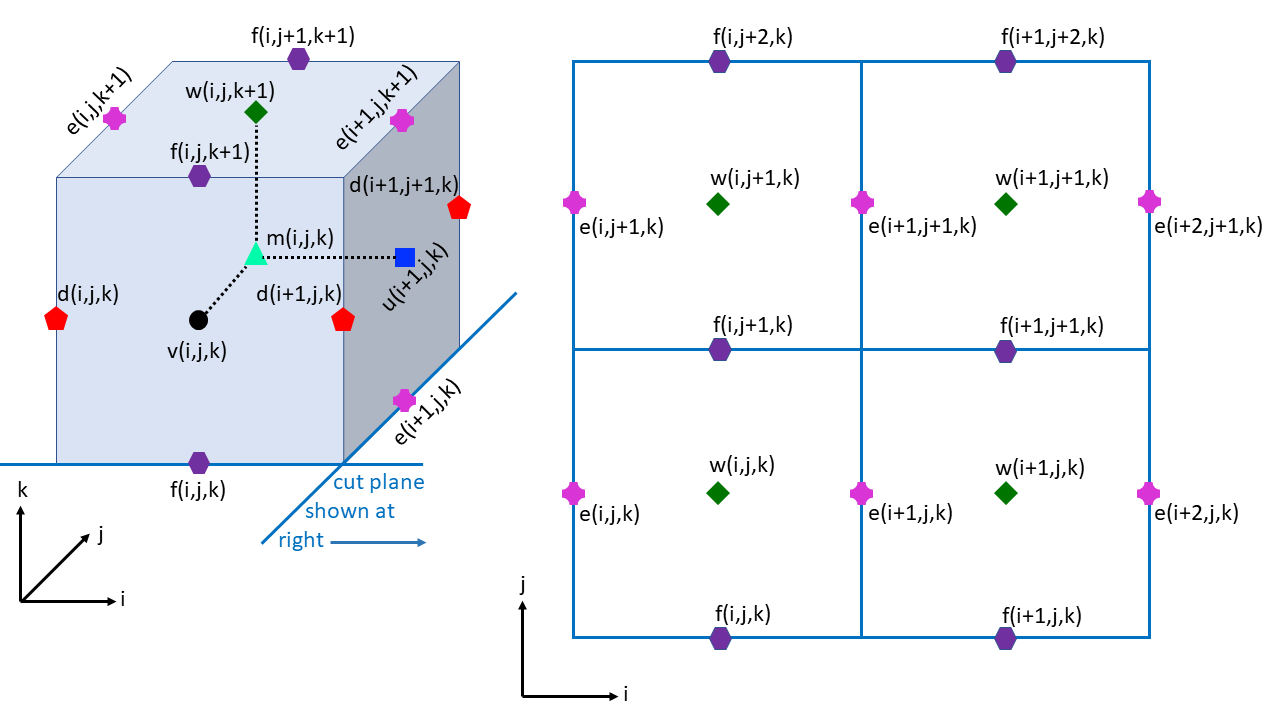 f(i,j+1,k+1)
e(i,j,k+1)
w(i,j,k+1)
e(i+1,j,k+1)
f(i,j,k+1)
d(i+1,j+1,k)
m(i,j,k)
d(i,j,k)
d(i+1,j,k)
u(i+1,j,k)
v(i,j,k)
e(i+1,j,k)
f(i,j,k)
cut plane
shown at
right
k
j
i
f(i,j+2,k)
f(i+1,j+2,k)
w(i,j+1,k)
w(i+1,j+1,k)
e(i,j+1,k)
e(i+1,j+1,k)
e(i+2,j+1,k)
f(i,j+1,k)
f(i+1,j+1,k)
w(i,j,k)
w(i+1,j,k)
e(i,j,k)
e(i+1,j,k)
e(i+2,j,k)
f(i,j,k)
f(i+1,j,k)
j
i